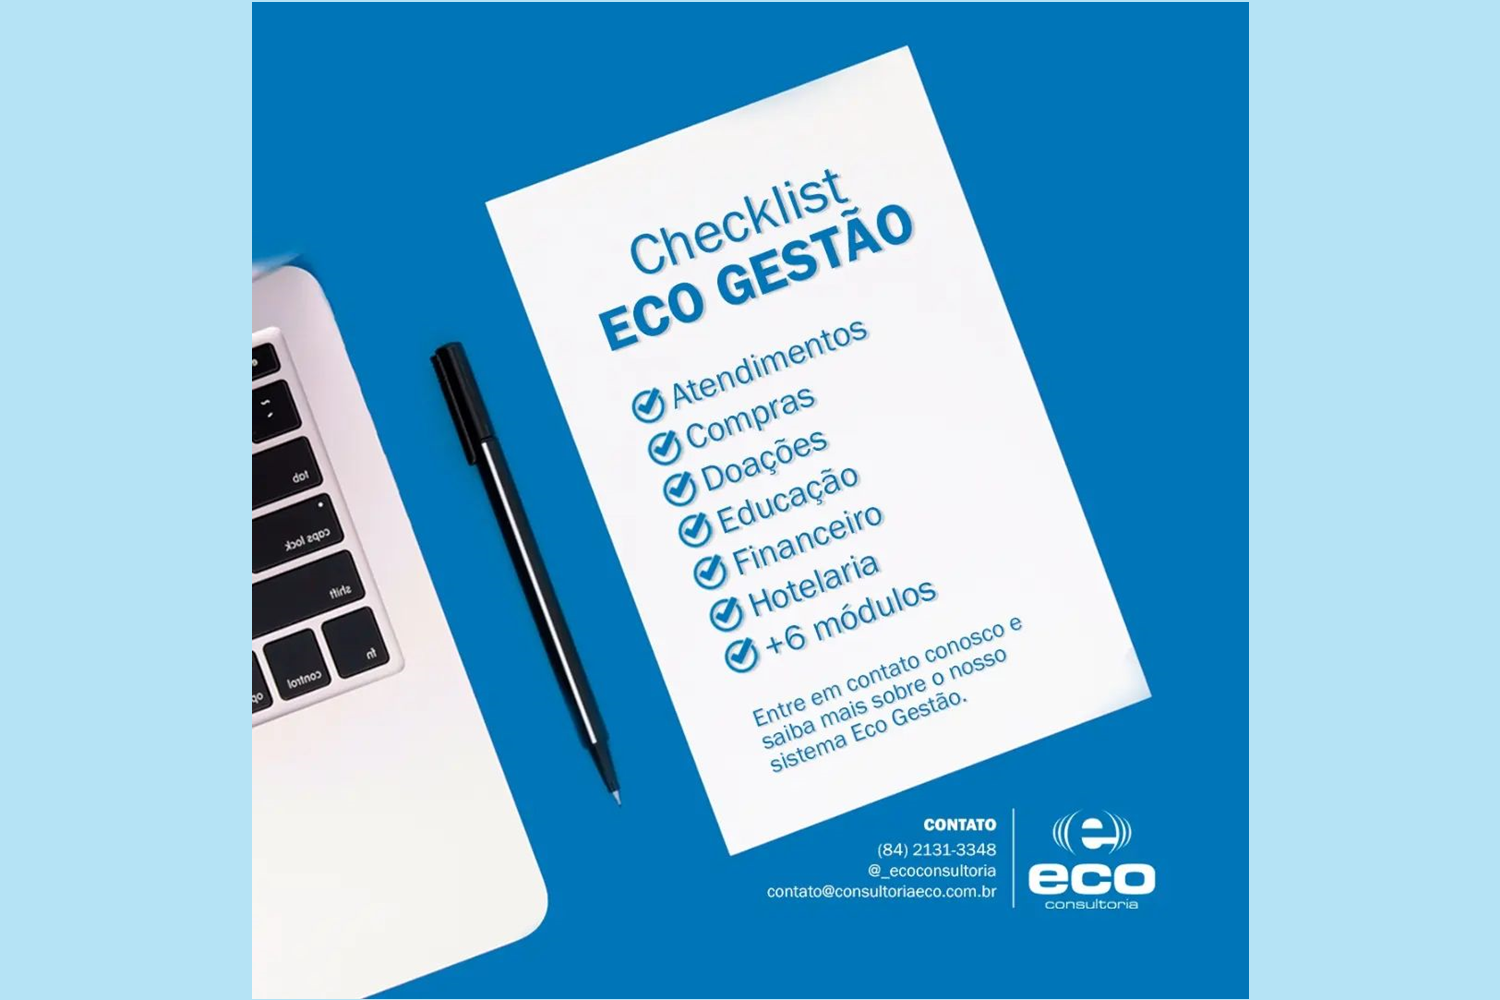 Checklist
ECO GESTÃO
Atendimentos
Compras
Doações
Educação
Financeiro
Hotelaria
+6 módulos
Entre em contato conosco e
saiba mais sobre o nosso
sistema Eco Gestão.
tab
caps lock
shift
fn
control
op
CONTATO
(84) 2131-3348
@_ecoconsultoria
contato@consultoriaeco.com.br
e
eco
consultoria